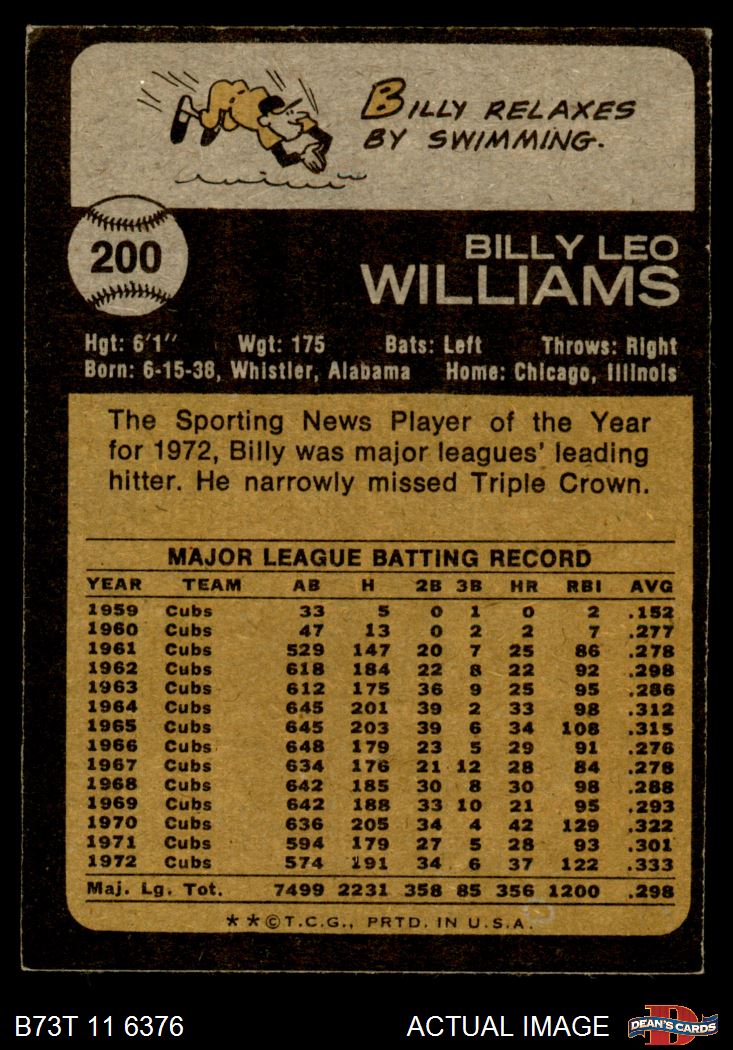 BILLY RELAXES
BY SWIMMING.
200
BILLY LEO
WILLIAMS
Hgt: 6'1" Wgt: 175 Bats: Left Throws: Right
Born: 6-15-38, Whistler, Alabama Home: Chicago, Illinois
The Sporting News Player of the Year
for 1972, Billy was major leagues' leading
hitter. He narrowly missed Triple Crown.
MAJOR LEAGUE BATTING RECORD
YEAR TEAM AB H 2B 3B HR RBI AVG
1959 Cubs 33 5 0 1 0 2 .152
1960 Cubs 47 13 0 2 2 7 .277
1961 Cubs 529 147 20 7 25 86 .278
1962 Cubs 618 184 22 8 22 92 .298
1963 Cubs 612 175 36 9 25 95 .286
1964 Cubs 645 201 39 2 33 98 .312
1965 Cubs 645 203 39 6 34 108 .315
1966 Cubs 648 179 23 5 29 91 .276
1967 Cubs 634 176 21 12 28 84 .278
1968 Cubs 642 185 30 8 30 98 .288
1969 Cubs 642 188 33 10 21 95 .293
1970 Cubs 636 205 34 4 42 129 .322
1971 Cubs 594 179 27 5 28 93 .301
1972 Cubs 574 191 34 6 37 122 .333
Maj. Lg. Tot. 7499 2231 358 85 356 1200 .298
**©T.C.G., PRTD. IN U.S.A.
B73T 11 6376 ACTUAL IMAGE
D
DEAN'S CARDS